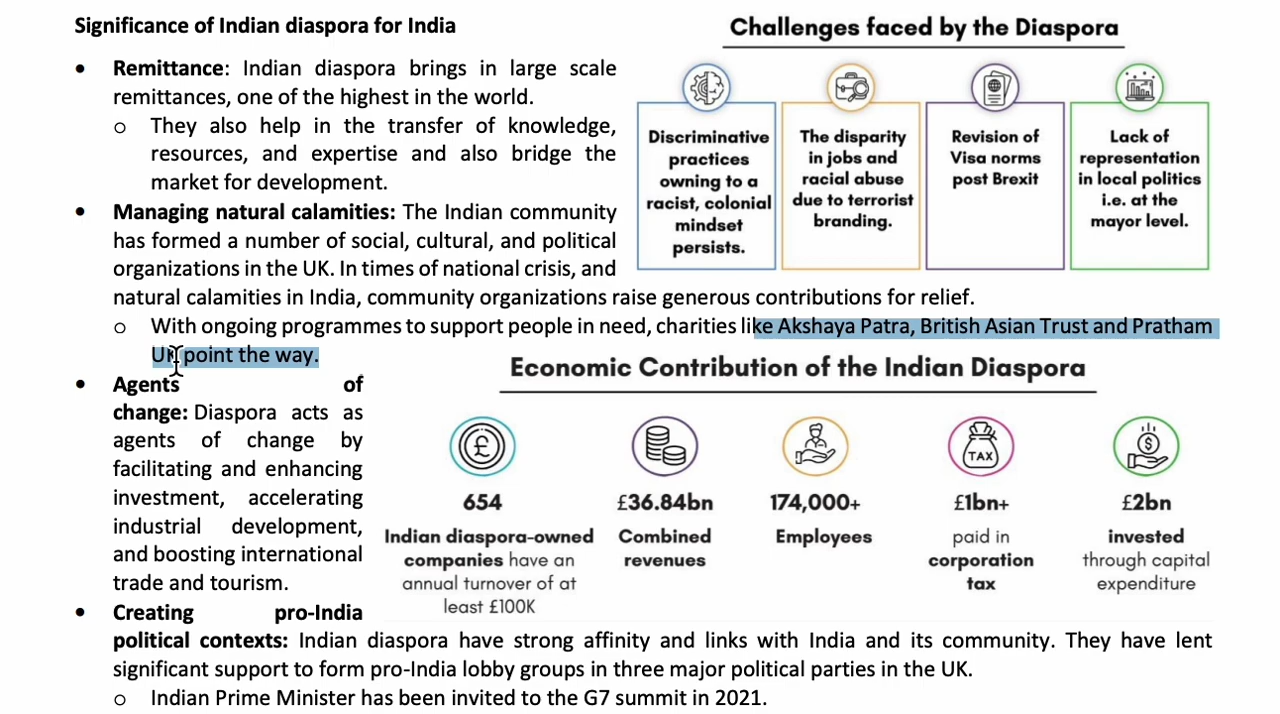 Significance of Indian diaspora for India
• Remittance: Indian diaspora brings in large scale
remittances, one of the highest in the world.
o They also help in the transfer of knowledge,
resources, and expertise and also bridge the
market for development.
• Managing natural calamities: The Indian community
has formed a number of social, cultural, and political
organizations in the UK. In times of national crisis, and
natural calamities in India, community organizations raise generous contributions for relief.
o With ongoing programmes to support people in need, charities like Akshaya Patra, British Asian Trust and Pratham
UK point the way.
• Agents of
change: Diaspora acts as
agents of change by
facilitating and enhancing
investment, accelerating
industrial development,
and boosting international
trade and tourism.
• Creating pro-India
political contexts: Indian diaspora have strong affinity and links with India and its community. They have lent
significant support to form pro-India lobby groups in three major political parties in the UK.
o Indian Prime Minister has been invited to the G7 summit in 2021.
Challenges faced by the Diaspora
Discriminative
practices
owning to a
racist, colonial
mindset
persists.
The disparity
in jobs and
racial abuse
due to terrorist
branding.
Revision of
Visa norms
post Brexit
Lack of
representation
in local politics
i.e. at the
mayor level.
Economic Contribution of the Indian Diaspora
£
654
Indian diaspora-owned
companies have an
annual turnover of at
least £100K
£36.84bn
Combined
revenues
174,000+
Employees
TAX
£1bn+
paid in
corporation
tax
$
£2bn
invested
through capital
expenditure